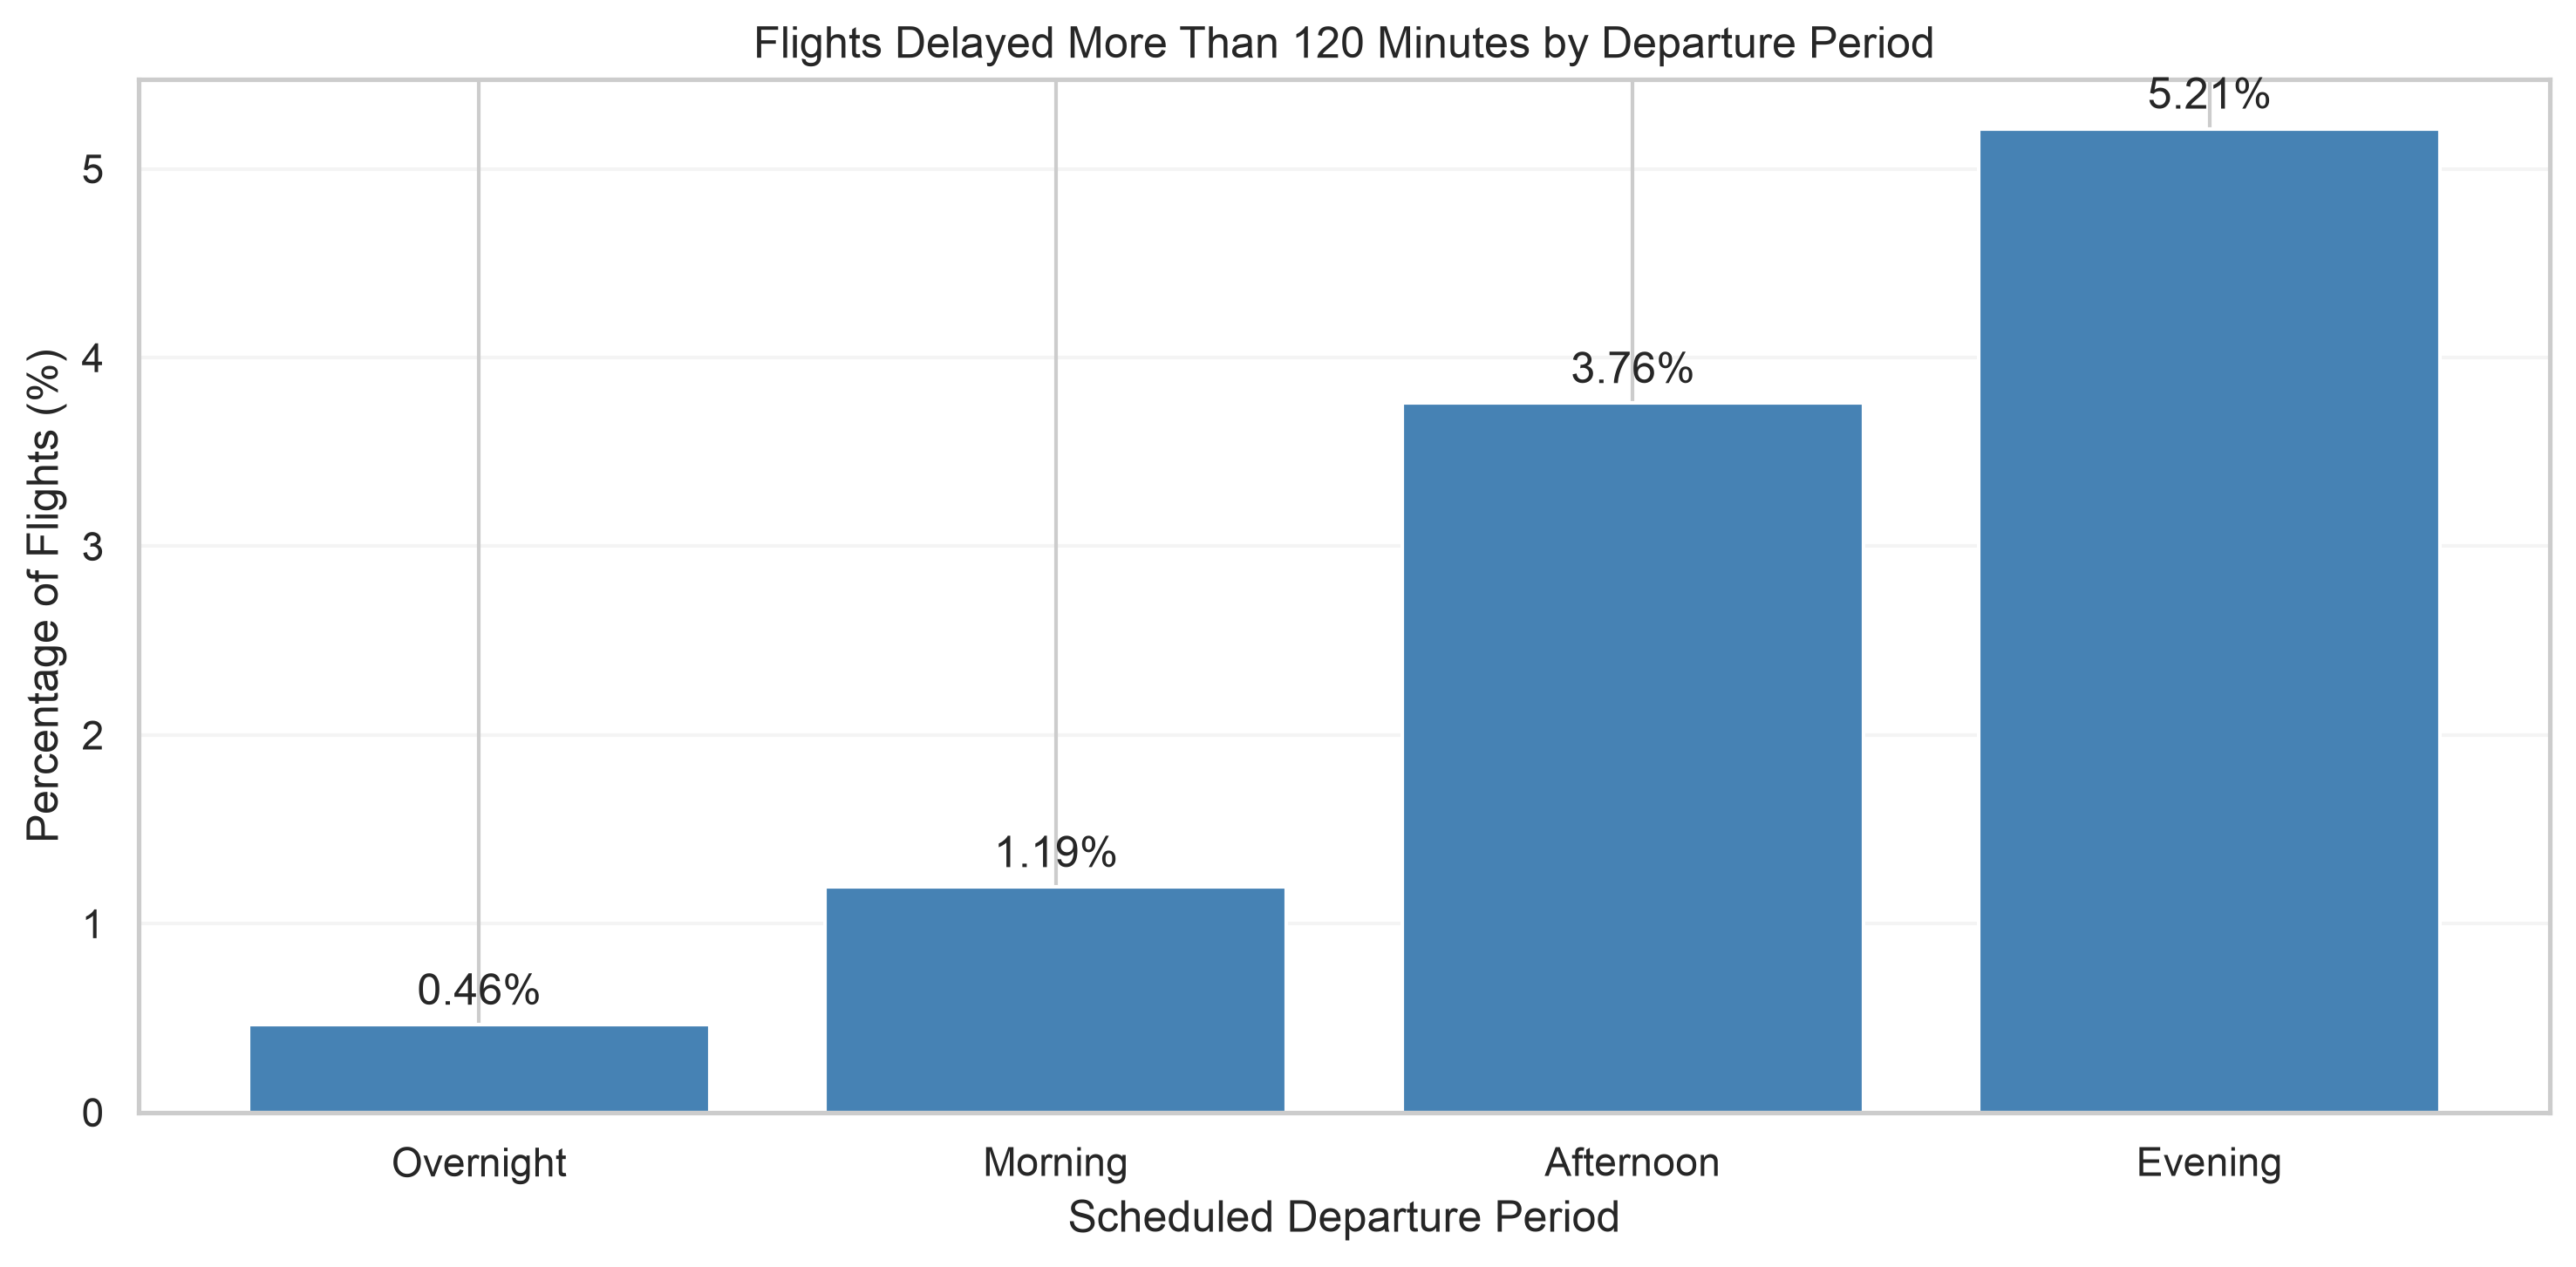 Flights Delayed More Than 120 Minutes by Departure Period
Percentage of Flights (%)
5
4
3
2
1
0
0.46%
1.19%
3.76%
5.21%
Overnight
Morning
Afternoon
Evening
Scheduled Departure Period